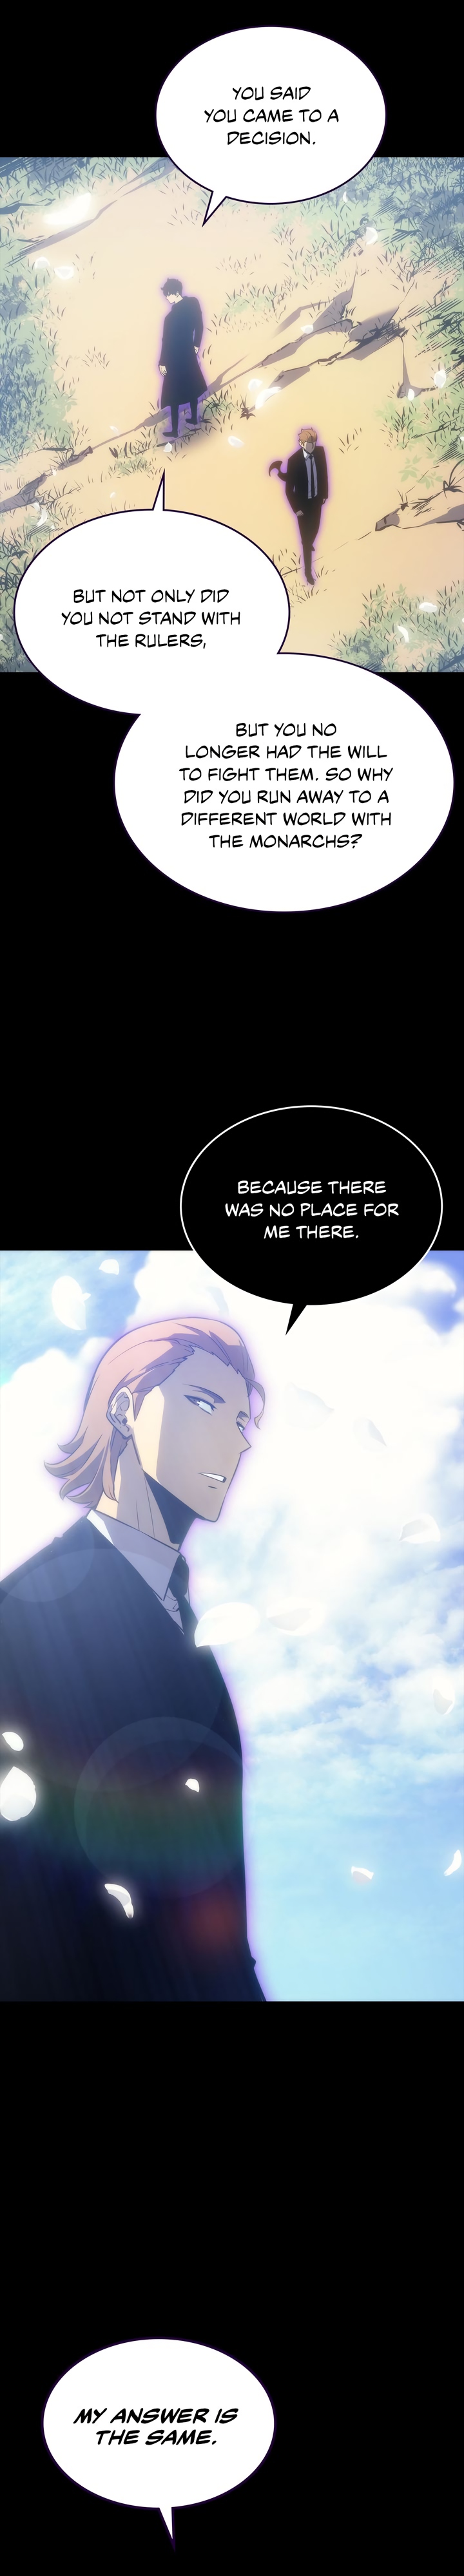 YOU SAID
YOU CAME TO A
DECISION.
BUT NOT ONLY DID
YOU NOT STAND WITH
THE RULERS,
BUT YOU NO
LONGER HAD THE WILL
TO FIGHT THEM. SO WHY
DID YOU RUN AWAY TO A
DIFFERENT WORLD WITH
THE MONARCHS?
BECAUSE THERE
WAS NO PLACE FOR
ME THERE.
MY ANSWER IS
THE SAME.